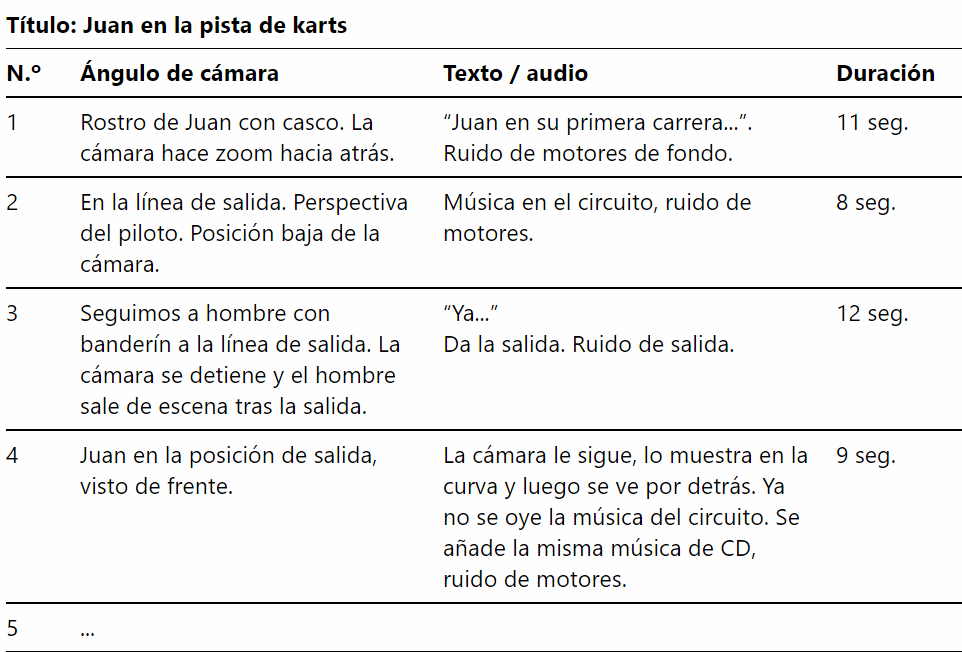 Título: Juan en la pista de karts
N.º Ángulo de cámara Texto / audio Duración
1 Rostro de Juan con casco. La “Juan en su primera carrera...”. 11 seg.
cámara hace zoom hacia atrás. Ruido de motores de fondo.
2 En la línea de salida. Perspectiva Música en el circuito, ruido de 8 seg.
del piloto. Posición baja de la motores.
cámara.
3 Seguimos a hombre con “Ya...” 12 seg.
banderín a la línea de salida. La Da la salida. Ruido de salida.
cámara se detiene y el hombre
sale de escena tras la salida.
4 Juan en la posición de salida, La cámara le sigue, lo muestra en la 9 seg.
visto de frente. curva y luego se ve por detrás. Ya
no se oye la música del circuito. Se
añade la misma música de CD,
ruido de motores.
5 ...